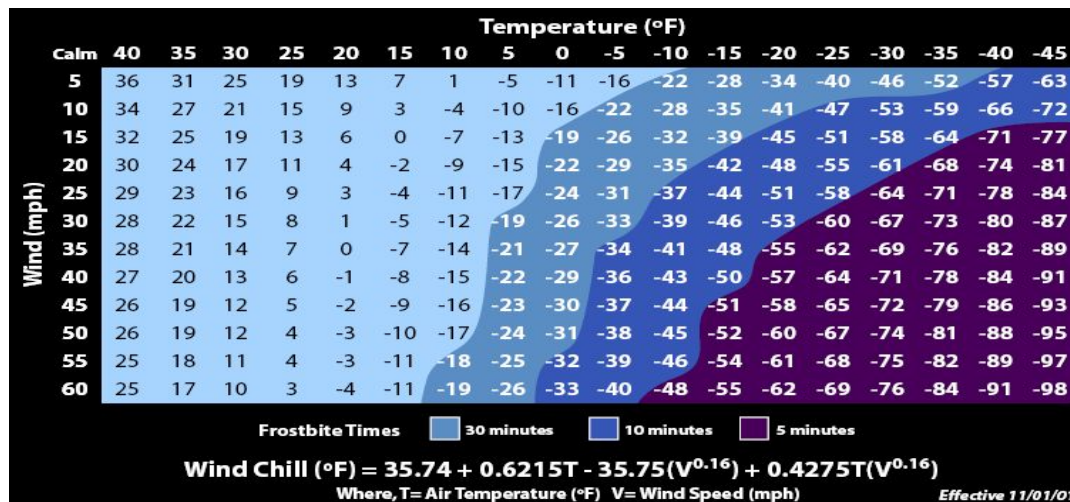 Temperature (°F)
Calm 40 35 30 25 20 15 10 5 0 -5 -10 -15 -20 -25 -30 -35 -40 -45
5 36 31 25 19 13 7 1 -5 -11 -16 -22 -28 -34 -40 -46 -52 -57 -63
10 34 27 21 15 9 3 -4 -10 -16 -22 -28 -35 -41 -47 -53 -59 -66 -72
15 32 25 19 13 6 0 -7 -13 -19 -26 -32 -39 -45 -51 -58 -64 -71 -77
20 30 24 17 11 4 -2 -9 -15 -22 -29 -35 -42 -48 -55 -61 -68 -74 -81
25 29 23 16 9 3 -4 -11 -17 -24 -31 -37 -44 -51 -58 -64 -71 -78 -84
30 28 22 15 8 1 -5 -12 -19 -26 -33 -39 -46 -53 -60 -67 -73 -80 -87
35 28 21 14 7 0 -7 -14 -21 -27 -34 -41 -48 -55 -62 -69 -76 -82 -89
40 27 20 13 6 -1 -8 -15 -22 -29 -36 -43 -50 -57 -64 -71 -78 -84 -91
45 26 19 12 5 -2 -9 -16 -23 -30 -37 -44 -51 -58 -65 -72 -79 -86 -93
50 26 19 12 4 -3 -10 -17 -24 -31 -38 -45 -52 -60 -67 -74 -81 -88 -95
55 25 18 11 4 -3 -11 -18 -25 -32 -39 -46 -54 -61 -68 -75 -82 -89 -97
60 25 17 10 3 -4 -11 -19 -26 -33 -40 -48 -55 -62 -69 -76 -84 -91 -98
Wind (mph)
Frostbite Times 30 minutes 10 minutes 5 minutes
Wind Chill (°F) = 35.74 + 0.6215T - 35.75(V^0.16) + 0.4275T(V^0.16)
Where, T= Air Temperature (°F) V= Wind Speed (mph)
Effective 11/01/0